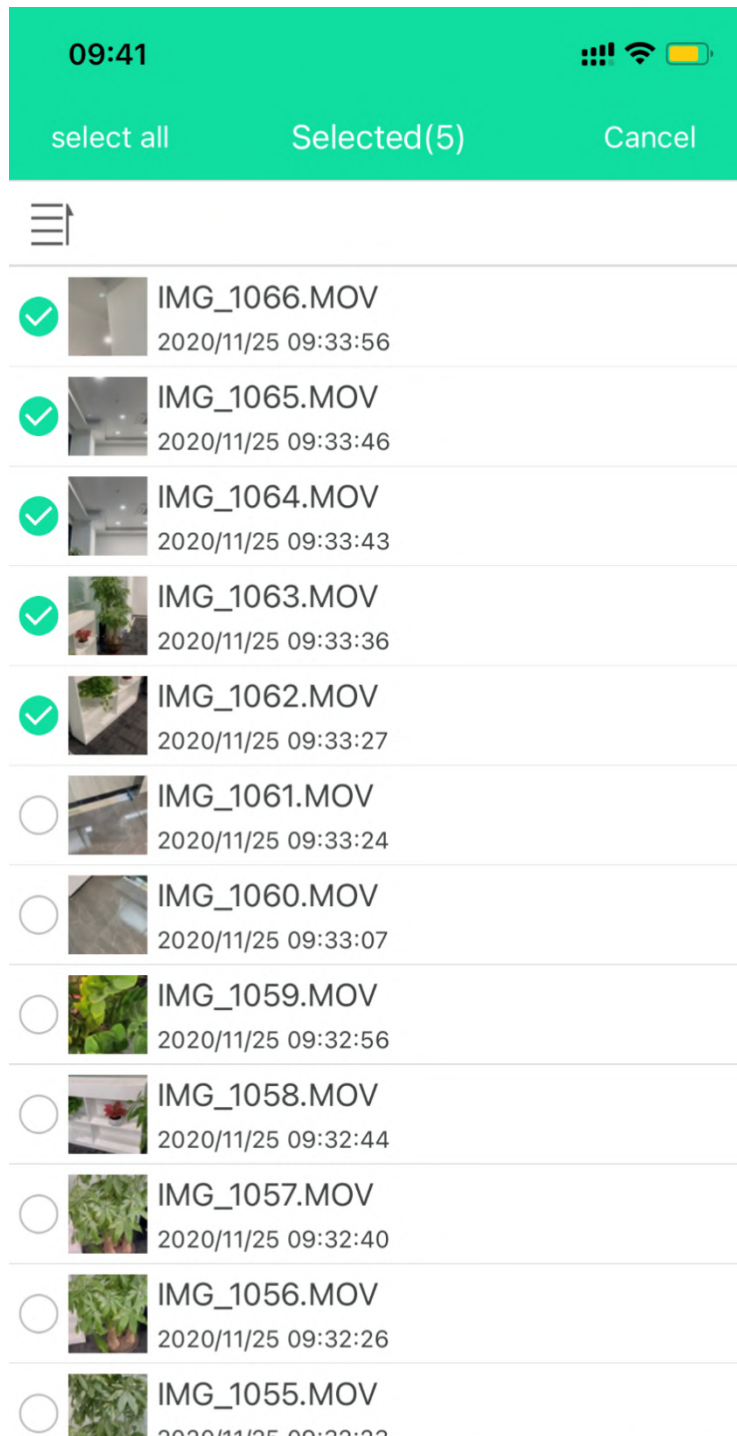 09:41
select all Selected(5) Cancel
IMG_1066.MOV
2020/11/25 09:33:56
IMG_1065.MOV
2020/11/25 09:33:46
IMG_1064.MOV
2020/11/25 09:33:43
IMG_1063.MOV
2020/11/25 09:33:36
IMG_1062.MOV
2020/11/25 09:33:27
IMG_1061.MOV
2020/11/25 09:33:24
IMG_1060.MOV
2020/11/25 09:33:07
IMG_1059.MOV
2020/11/25 09:32:56
IMG_1058.MOV
2020/11/25 09:32:44
IMG_1057.MOV
2020/11/25 09:32:40
IMG_1056.MOV
2020/11/25 09:32:26
IMG_1055.MOV